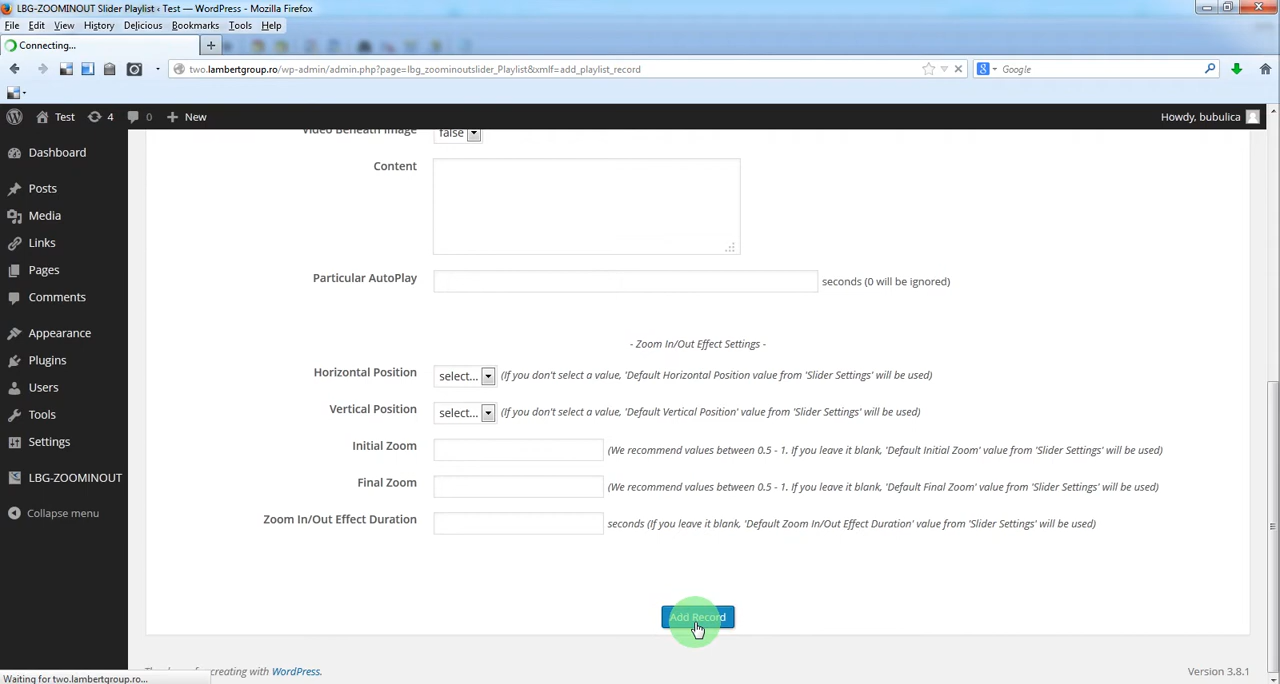 LBG-ZOOMINOUT Slider Playlist ‹ Test — WordPress - Mozilla Firefox
File Edit View History Delicious Bookmarks Tools Help
Connecting...
two.lambertgroup.ro/wp-admin/admin.php?page=lbg_zoominoutslider_Playlist&xmlf=add_playlist_record
Google
Test 4 0 New
Howdy, bubulica
Dashboard
Posts
Media
Links
Pages
Comments
Appearance
Plugins
Users
Tools
Settings
LBG-ZOOMINOUT
Collapse menu
Video Beneath Image false
Content
Particular AutoPlay seconds (0 will be ignored)
- Zoom In/Out Effect Settings -
Horizontal Position select... (If you don't select a value, 'Default Horizontal Position value from 'Slider Settings' will be used)
Vertical Position select... (If you don't select a value, 'Default Vertical Position' value from 'Slider Settings' will be used)
Initial Zoom (We recommend values between 0.5 - 1. If you leave it blank, 'Default Initial Zoom' value from 'Slider Settings' will be used)
Final Zoom (We recommend values between 0.5 - 1. If you leave it blank, 'Default Final Zoom' value from 'Slider Settings' will be used)
Zoom In/Out Effect Duration seconds (If you leave it blank, 'Default Zoom In/Out Effect Duration' value from 'Slider Settings' will be used)
Add Record
creating with WordPress.
Version 3.8.1
Waiting for two.lambertgroup.ro...